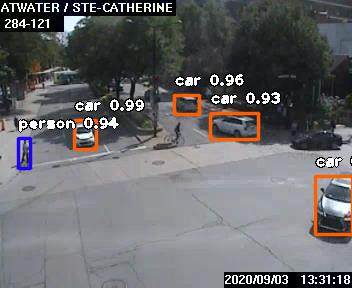 ATWATER / STE-CATHERINE
284-121
car 0.96
car 0.99
car 0.93
person 0.94
car
2020/09/03 13:31:18